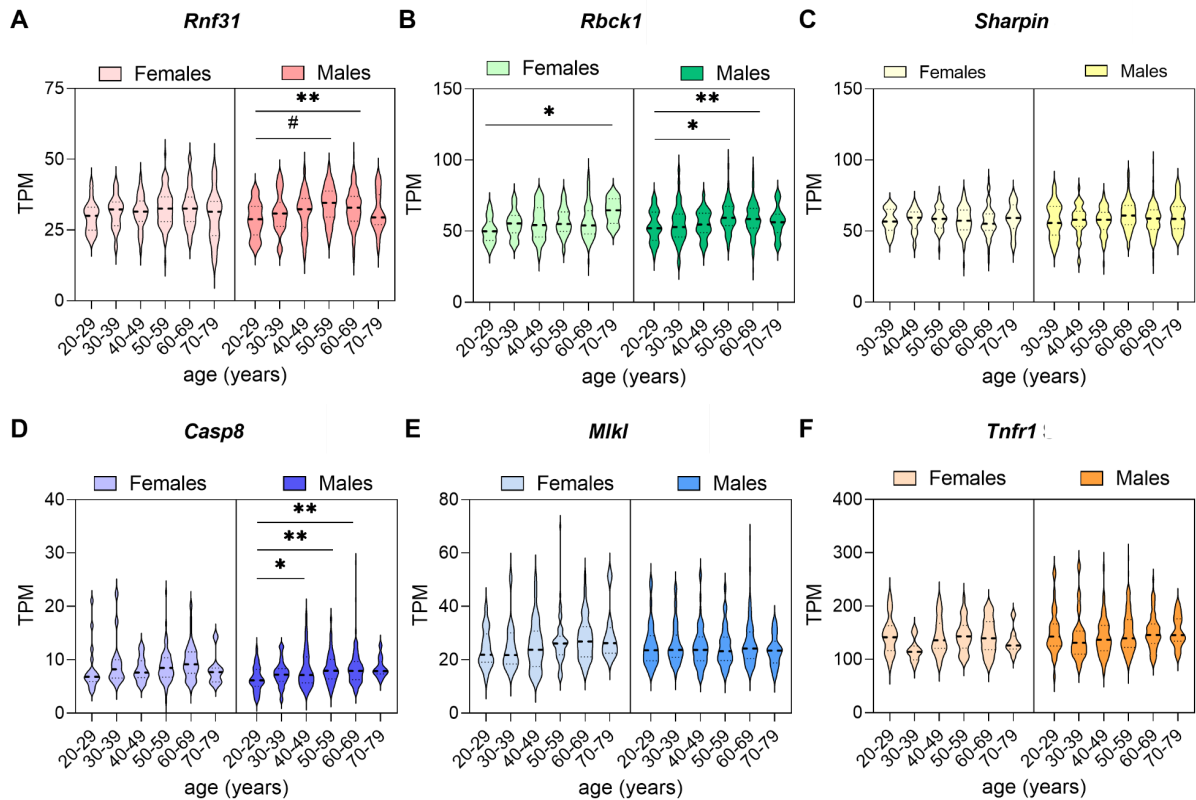 A
Rnf31
Females Males
75
50
25
0
TPM
** 
#
20-29 30-39 40-49 50-59 60-69 70-79 20-29 30-39 40-49 50-59 60-69 70-79
age (years)
B
Rbck1
Females Males
150
100
50
0
TPM
* **
*
20-29 30-39 40-49 50-59 60-69 70-79 20-29 30-39 40-49 50-59 60-69 70-79
age (years)
C
Sharpin
Females Males
150
100
50
0
TPM
30-39 40-49 50-59 60-69 60-69 70-79 30-39 40-49 50-59 60-69 60-69 70-79
age (years)
D
Casp8
Females Males
40
30
20
10
0
TPM
**
**
*
20-29 30-39 40-49 50-59 60-69 70-79 20-29 30-39 40-49 50-59 60-69 70-79
age (years)
E
Mlkl
Females Males
80
60
40
20
0
TPM
20-29 30-39 40-49 50-59 60-69 70-79 20-29 30-39 40-49 50-59 60-69 70-79
age (years)
F
Tnfr1
Females Males
400
300
200
100
0
TPM
20-29 30-39 40-49 50-59 60-69 70-79 20-29 30-39 40-49 50-59 60-69 70-79
age (years)